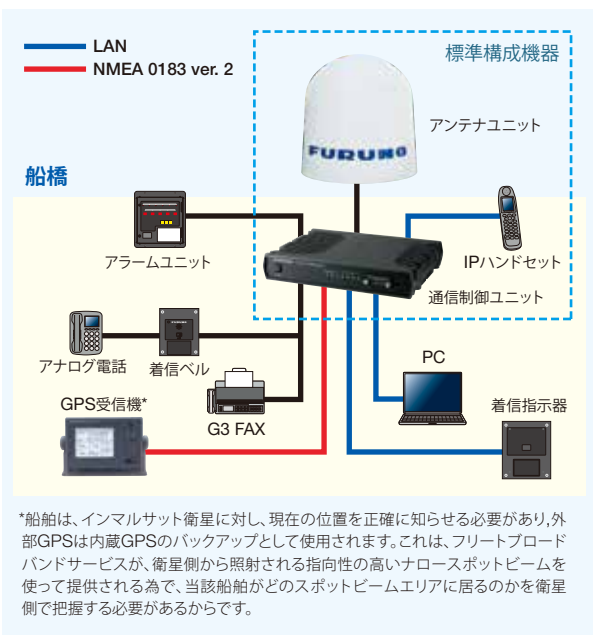 LAN
NMEA 0183 ver. 2
標準構成機器
アンテナユニット
FURUNO
船橋
アラームユニット
IPハンドセット
通信制御ユニット
アナログ電話
着信ベル
PC
GPS受信機*
G3 FAX
着信指示器
*船舶は、インマルサット衛星に対し、現在の位置を正確に知らせる必要があり,外
部GPSは内蔵GPSのバックアップとして使用されます。これは、フリートブロード
バンドサービスが、衛星側から照射される指向性の高いナロースポットビームを
使って提供される為で、当該船舶がどのスポットビームエリアに居るのかを衛星
側で把握する必要があるからです。